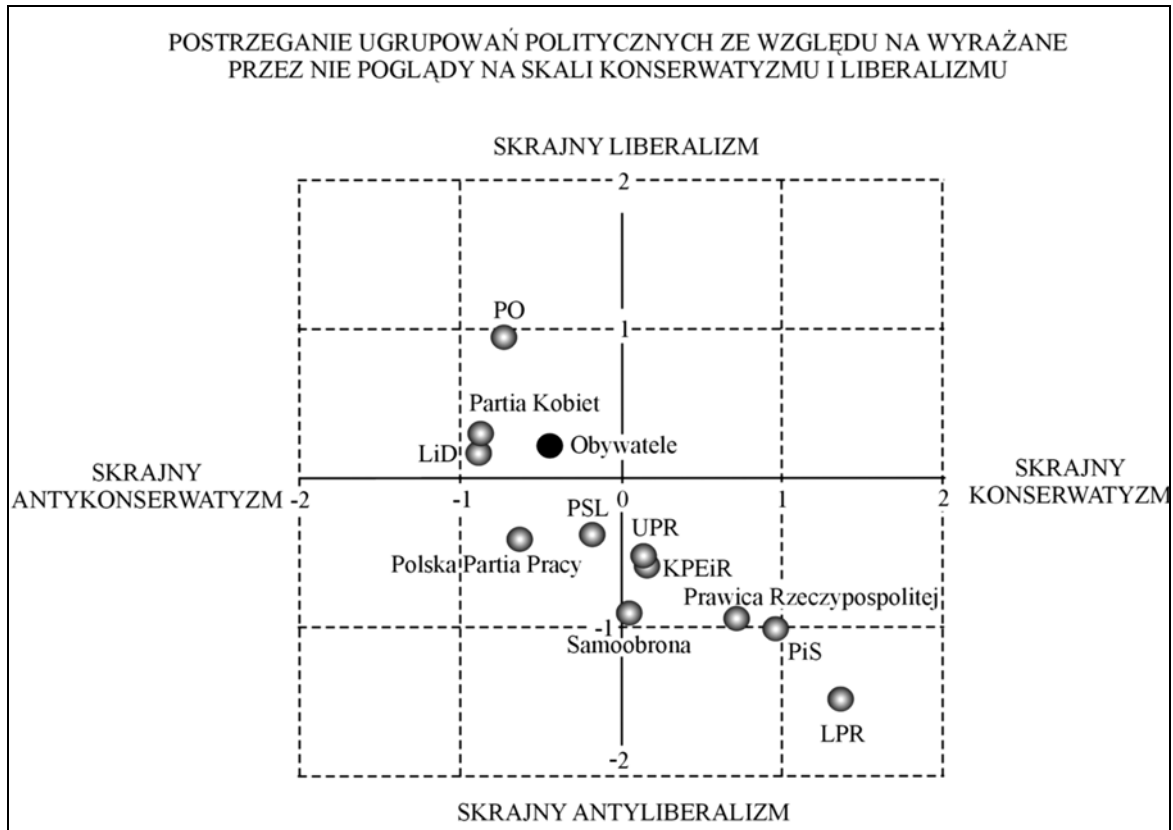 POSTRZEGANIE UGRUPOWAŃ POLITYCZNYCH ZE WZGLĘDU NA WYRAŻANE
PRZEZ NIE POGLĄDY NA SKALI KONSERWATYZMU I LIBERALIZMU
SKRAJNY LIBERALIZM
2
PO
1
Partia Kobiet
Obywatele
LiD
SKRAJNY
ANTYKONSERWATYZM
-2
-1
0
1
2
SKRAJNY
KONSERWATYZM
PSL
UPR
Polska Partia Pracy
KPEiR
Prawica Rzeczypospolitej
-1
Samoobrona
PiS
LPR
-2
SKRAJNY ANTYLIBERALIZM